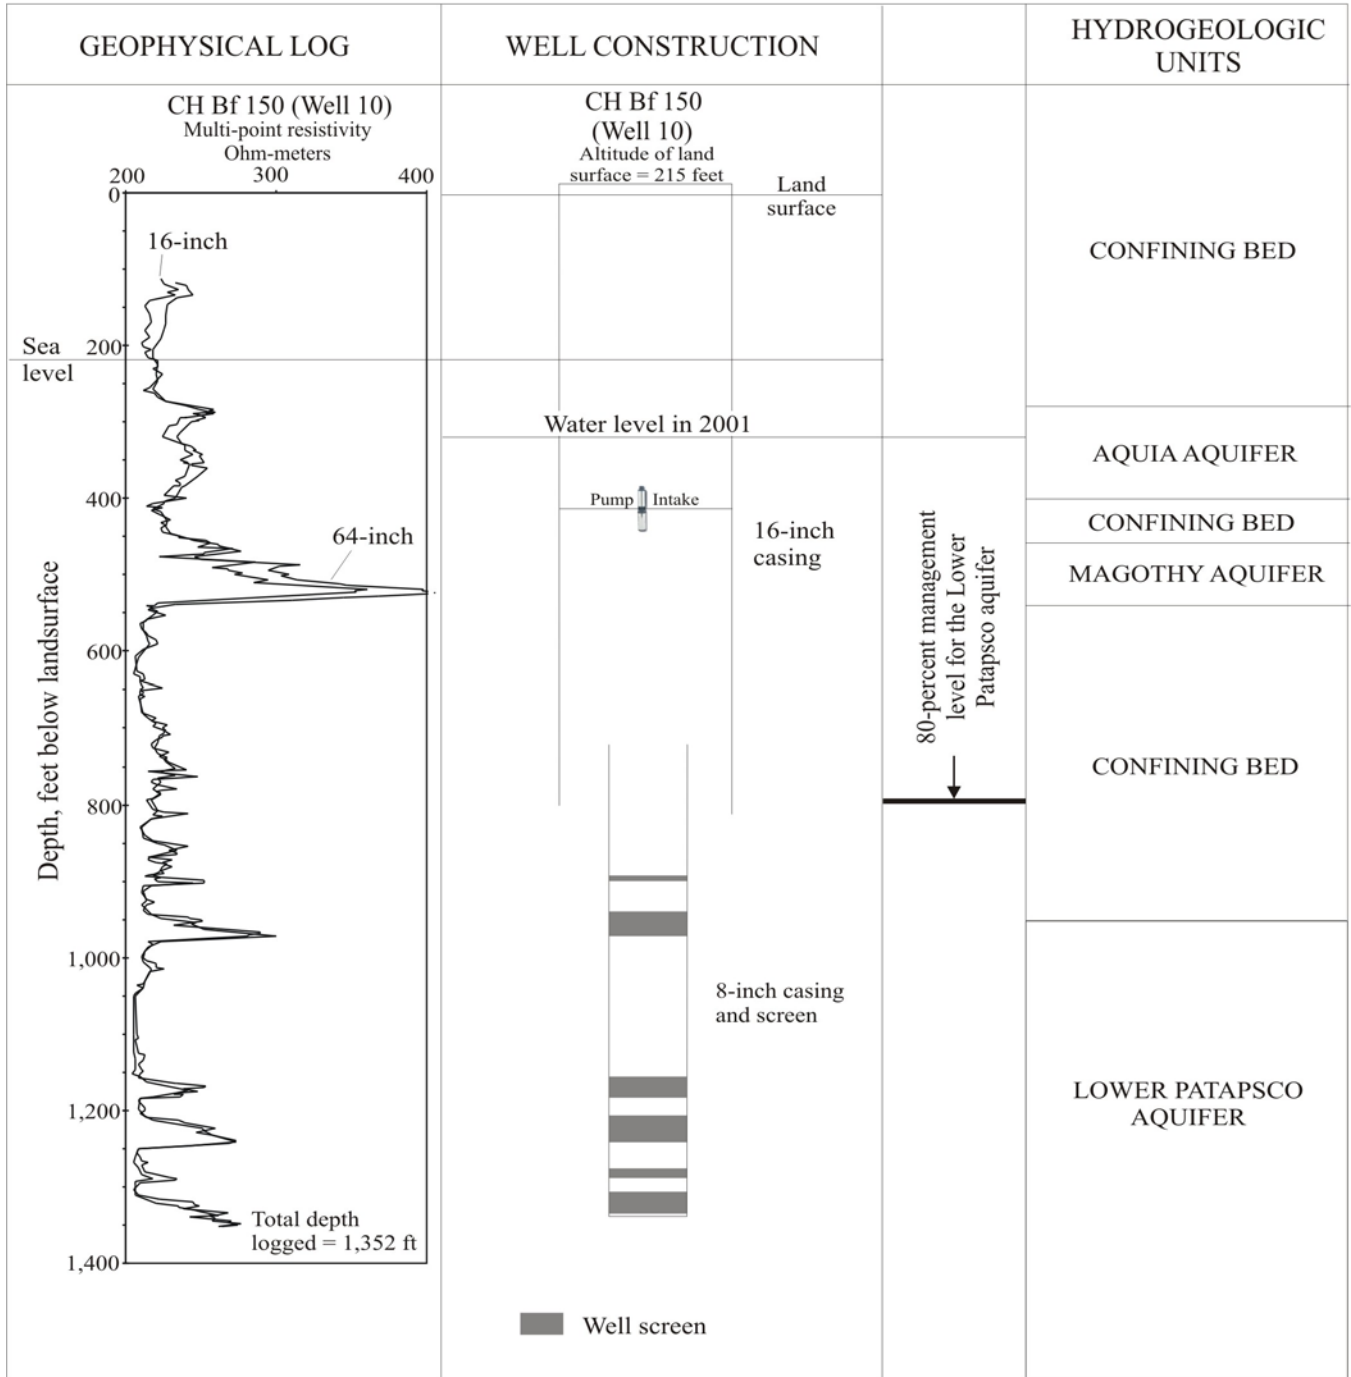 GEOPHYSICAL LOG
WELL CONSTRUCTION
HYDROGEOLOGIC
UNITS
CH Bf 150 (Well 10)
Multi-point resistivity
Ohm-meters
200
300
400
0
16-inch
Sea
level
200
400
64-inch
600
800
1,000
1,200
1,400
Depth, feet below landsurface
Total depth
logged = 1,352 ft
CH Bf 150
(Well 10)
Altitude of land
surface = 215 feet
Land
surface
Water level in 2001
Pump Intake
16-inch
casing
8-inch casing
and screen
Well screen
80-percent management
level for the Lower
Patapsco aquifer
CONFINING BED
AQUIA AQUIFER
CONFINING BED
MAGOTHY AQUIFER
CONFINING BED
LOWER PATAPSCO
AQUIFER